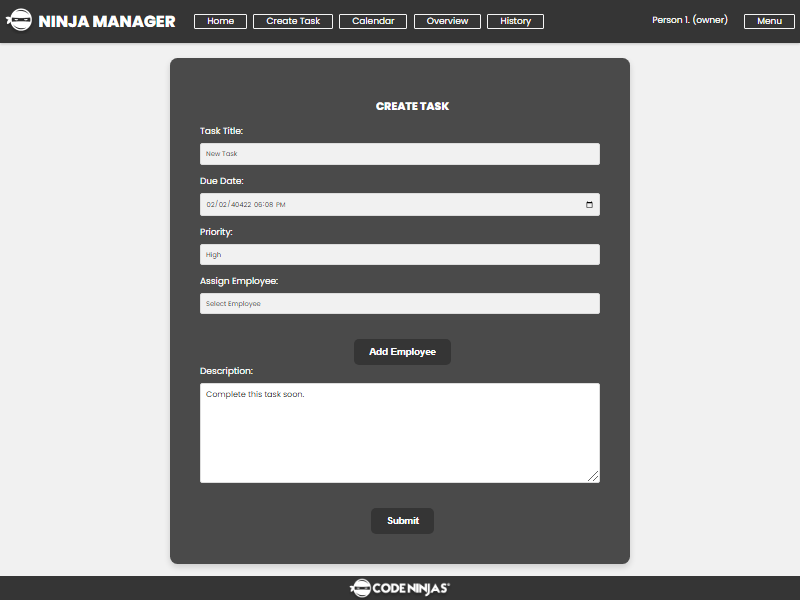 NINJA MANAGER Home Create Task Calendar Overview History Person 1. (owner) Menu
CREATE TASK
Task Title:
New Task
Due Date:
02/02/40422 06:08 PM
Priority:
High
Assign Employee:
Select Employee
Add Employee
Description:
Complete this task soon.
Submit
CODE NINJAS